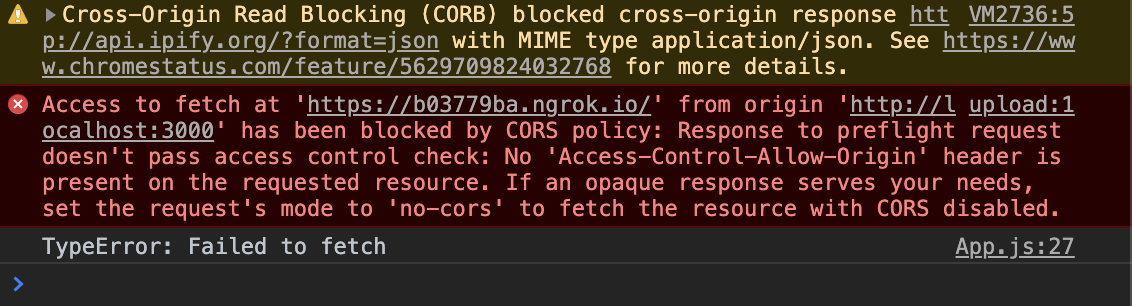 Cross-Origin Read Blocking (CORB) blocked cross-origin response htt VM2736:5
p://api.ipify.org/?format=json with MIME type application/json. See https://ww
w.chromestatus.com/feature/5629709824032768 for more details.
Access to fetch at 'https://b03779ba.ngrok.io/' from origin 'http://l upload:1
ocalhost:3000' has been blocked by CORS policy: Response to preflight request
doesn't pass access control check: No 'Access-Control-Allow-Origin' header is
present on the requested resource. If an opaque response serves your needs,
set the request's mode to 'no-cors' to fetch the resource with CORS disabled.
TypeError: Failed to fetch App.js:27